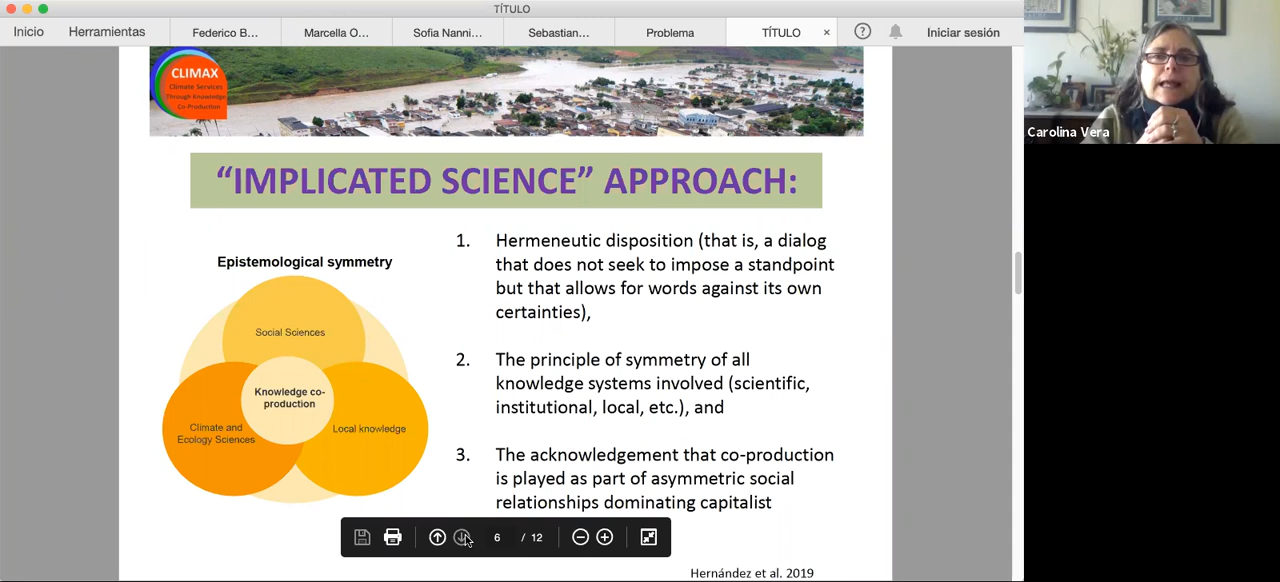 TÍTULO
Inicio
Herramientas
Federico B...
Marcella O...
Sofia Nanni...
Sebastian...
Problema
TÍTULO
×
?
Iniciar sesión
CLIMAX
Climate Services
Through Knowledge
Co-Production
Carolina Vera
“IMPLICATED SCIENCE” APPROACH:
Epistemological symmetry
Social Sciences
Knowledge co-
production
Climate and
Ecology Sciences
Local knowledge
1. Hermeneutic disposition (that is, a dialog
that does not seek to impose a standpoint
but that allows for words against its own
certainties),
2. The principle of symmetry of all
knowledge systems involved (scientific,
institutional, local, etc.), and
3. The acknowledgement that co-production
is played as part of asymmetric social
relationships dominating capitalist
6 / 12
Hernández et al. 2019